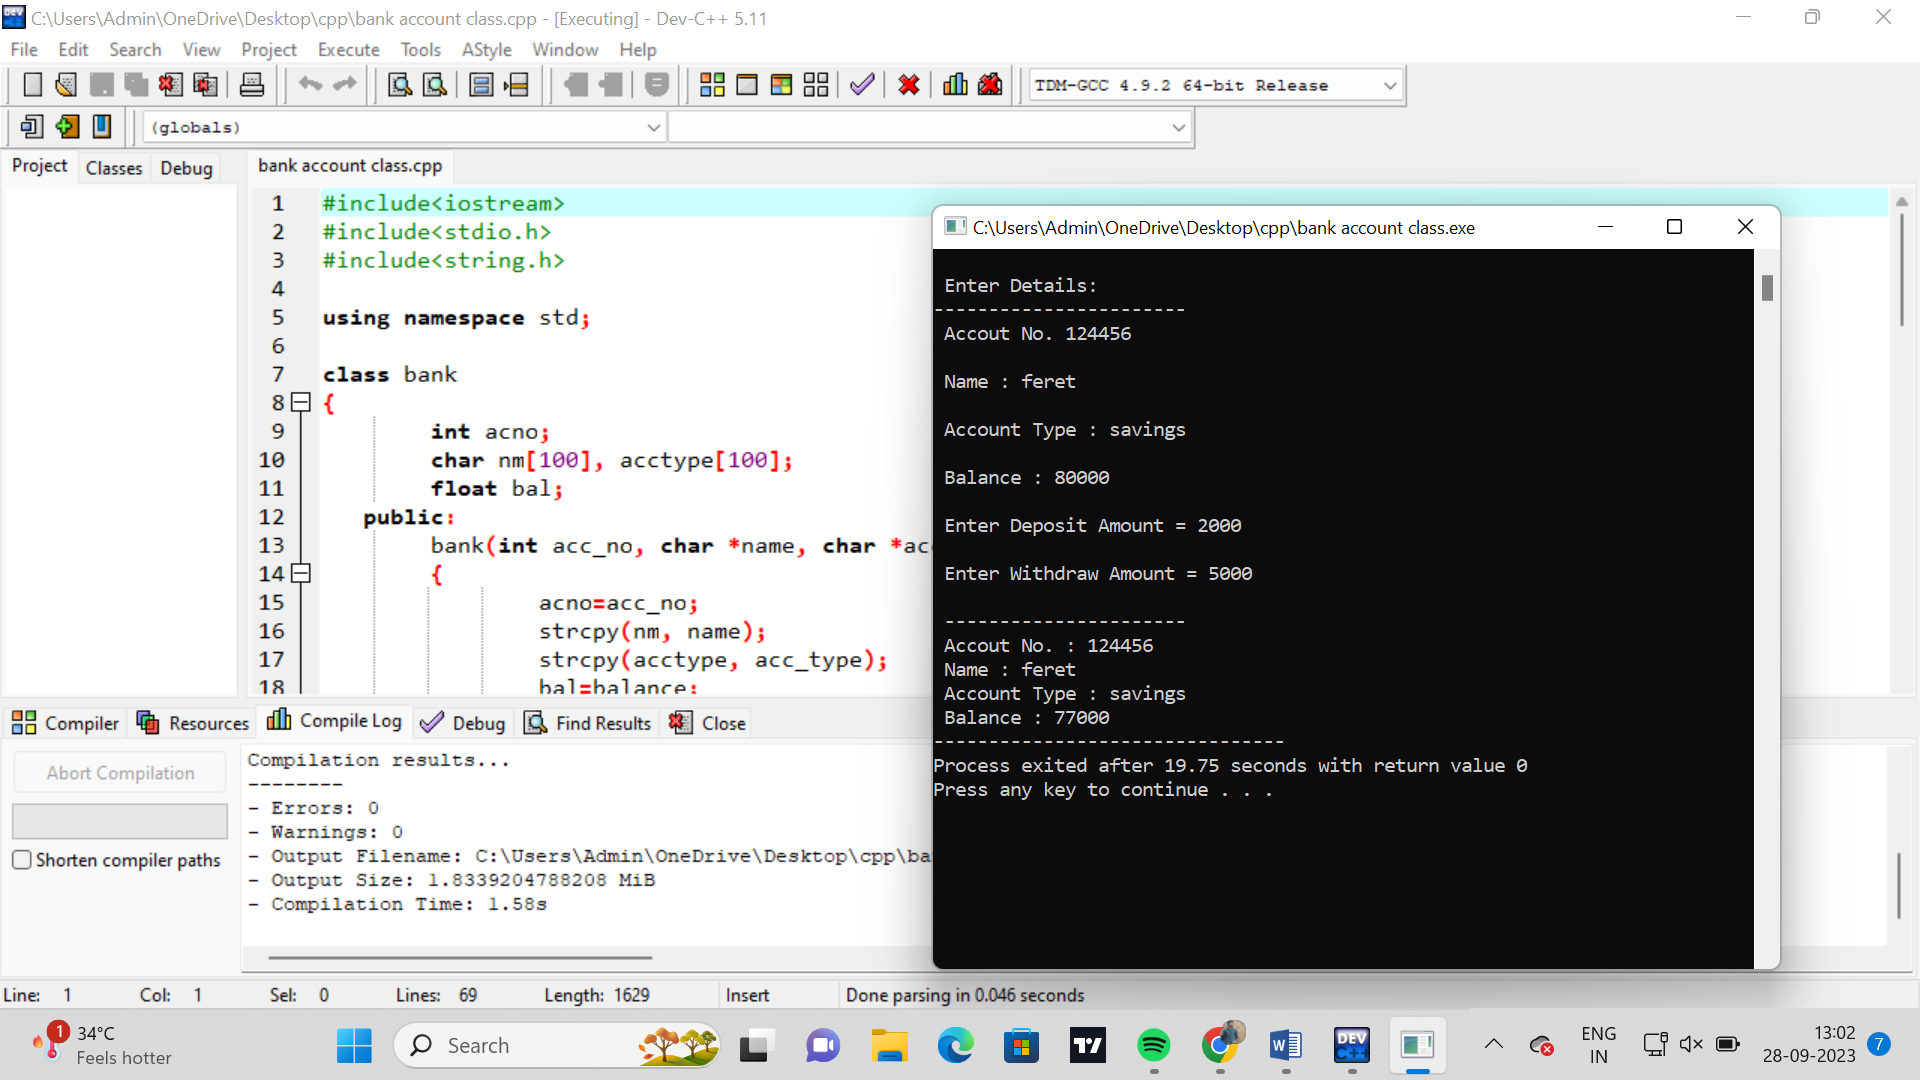 C:\Users\Admin\OneDrive\Desktop\cpp\bank account class.cpp - [Executing] - Dev-C++ 5.11
File Edit Search View Project Execute Tools AStyle Window Help
TDM-GCC 4.9.2 64-bit Release
(globals)
Project Classes Debug
bank account class.cpp
1 #include<iostream>
2 #include<stdio.h>
3 #include<string.h>
4
5 using namespace std;
6
7 class bank
8 {
9 int acno;
10 char nm[100], acctype[100];
11 float bal;
12 public:
13 bank(int acc_no, char *name, char *ac
14 {
15 acno=acc_no;
16 strcpy(nm, name);
17 strcpy(acctype, acc_type);
18 bal=balance;
C:\Users\Admin\OneDrive\Desktop\cpp\bank account class.exe
Enter Details:
-----------------------
Accout No. 124456
Name : feret
Account Type : savings
Balance : 80000
Enter Deposit Amount = 2000
Enter Withdraw Amount = 5000
----------------------
Accout No. : 124456
Name : feret
Account Type : savings
Balance : 77000
--------------------------------
Process exited after 19.75 seconds with return value 0
Press any key to continue . . .
Compiler Resources Compile Log Debug Find Results Close
Abort Compilation
Shorten compiler paths
Compilation results...
--------
- Errors: 0
- Warnings: 0
- Output Filename: C:\Users\Admin\OneDrive\Desktop\cpp\ba
- Output Size: 1.8339204788208 MiB
- Compilation Time: 1.58s
Line: 1 Col: 1 Sel: 0 Lines: 69 Length: 1629 Insert Done parsing in 0.046 seconds
1
34°C
Feels hotter
Search
DEV C++
ENG
IN
13:02
28-09-2023
7